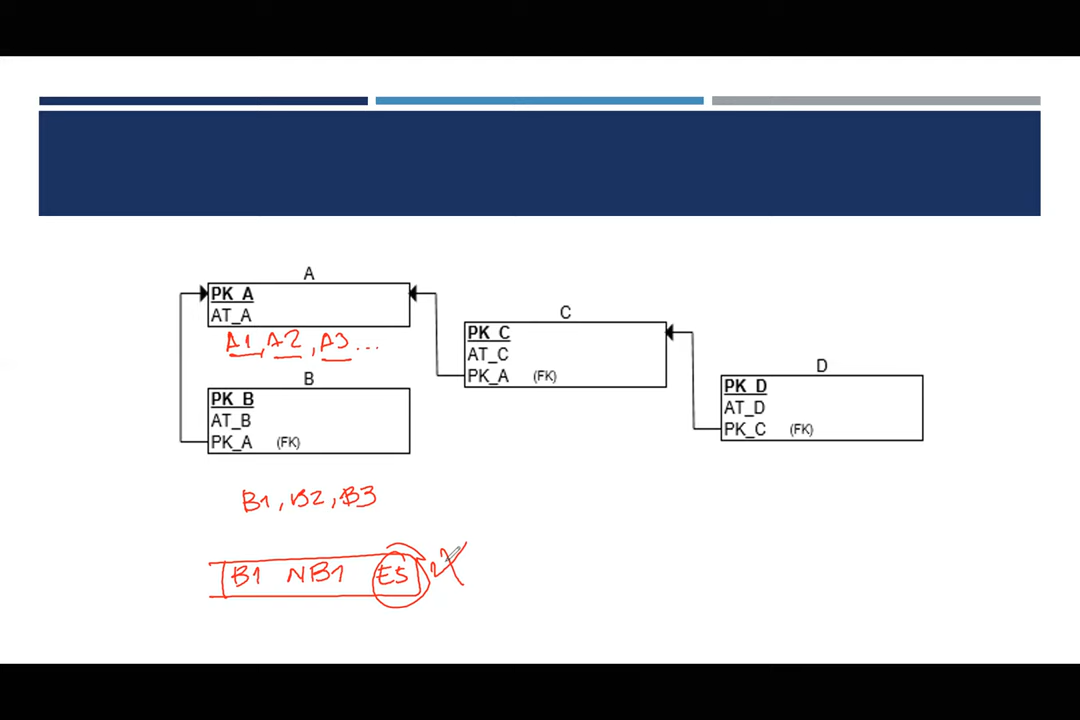 A
PK_A
AT_A
A1, A2, A3 ...
B
PK_B
AT_B
PK_A (FK)
B1, B2, B3
B1 NB1 E5
C
PK_C
AT_C
PK_A (FK)
D
PK_D
AT_D
PK_C (FK)